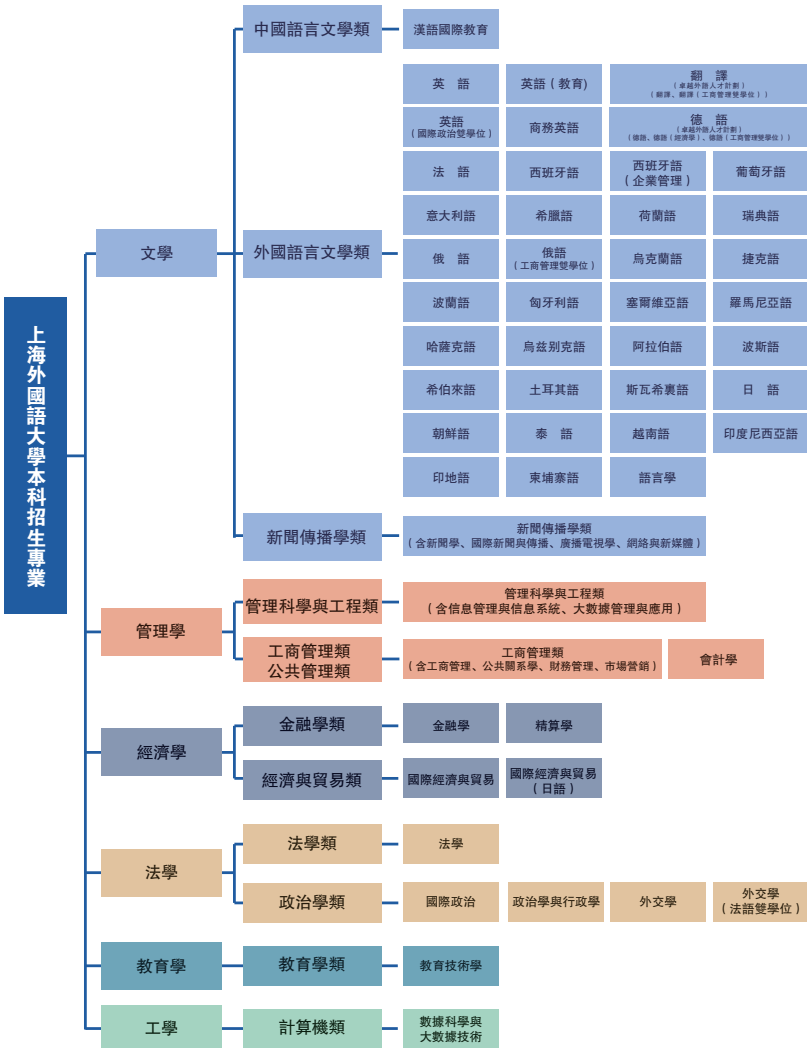 上海外國語大學本科招生專業
文學
中國語言文學類
漢語國際教育
外國語言文學類
英　語
英語（教育)
翻　譯
（卓越外語人才計劃）
（翻譯、翻譯（工商管理雙學位））
英語
（國際政治雙學位）
商務英語
德　語
（卓越外語人才計劃）
（德語、德語（經濟學）、德語（工商管理雙學位））
法　語
西班牙語
西班牙語
（企業管理）
葡萄牙語
意大利語
希臘語
荷蘭語
瑞典語
俄　語
俄語
（工商管理雙學位）
烏克蘭語
捷克語
波蘭語
匈牙利語
塞爾維亞語
羅馬尼亞語
哈薩克語
烏兹别克語
阿拉伯語
波斯語
希伯來語
土耳其語
斯瓦希裏語
日　語
朝鮮語
泰　語
越南語
印度尼西亞語
印地語
柬埔寨語
語言學
新聞傳播學類
新聞傳播學類
（含新聞學、國際新聞與傳播、廣播電視學、網絡與新媒體）
管理學
管理科學與工程類
管理科學與工程類
（含信息管理與信息系統、大數據管理與應用）
工商管理類
公共管理類
工商管理類
（含工商管理、公共關系學、財務管理、市場營銷）
會計學
經濟學
金融學類
金融學
精算學
經濟與貿易類
國際經濟與貿易
國際經濟與貿易
（日語）
法學
法學類
法學
政治學類
國際政治
政治學與行政學
外交學
外交學
（法語雙學位）
教育學
教育學類
教育技術學
工學
計算機類
數據科學與
大數據技術